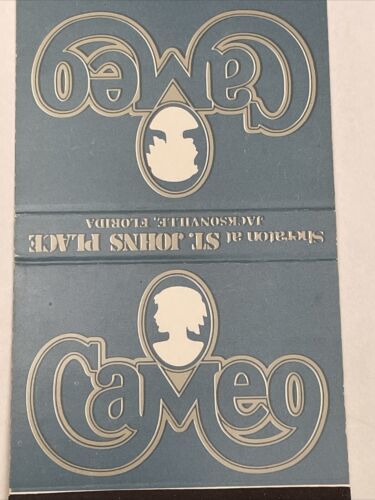 Cameo
Sheraton at ST. JOHNS PLACE
JACKSONVILLE, FLORIDA
Cameo